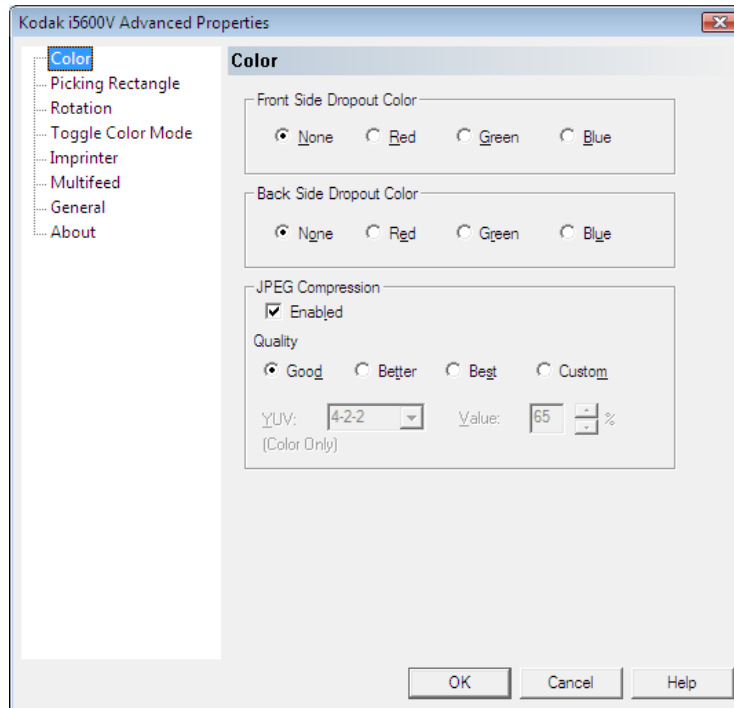 Kodak i5600V Advanced Properties
Color
Picking Rectangle
Rotation
Toggle Color Mode
Imprinter
Multifeed
General
About
Color
Front Side Dropout Color
None Red Green Blue
Back Side Dropout Color
None Red Green Blue
JPEG Compression
Enabled
Quality
Good Better Best Custom
YUV: 4-2-2 Value: 65 %
(Color Only)
OK Cancel Help